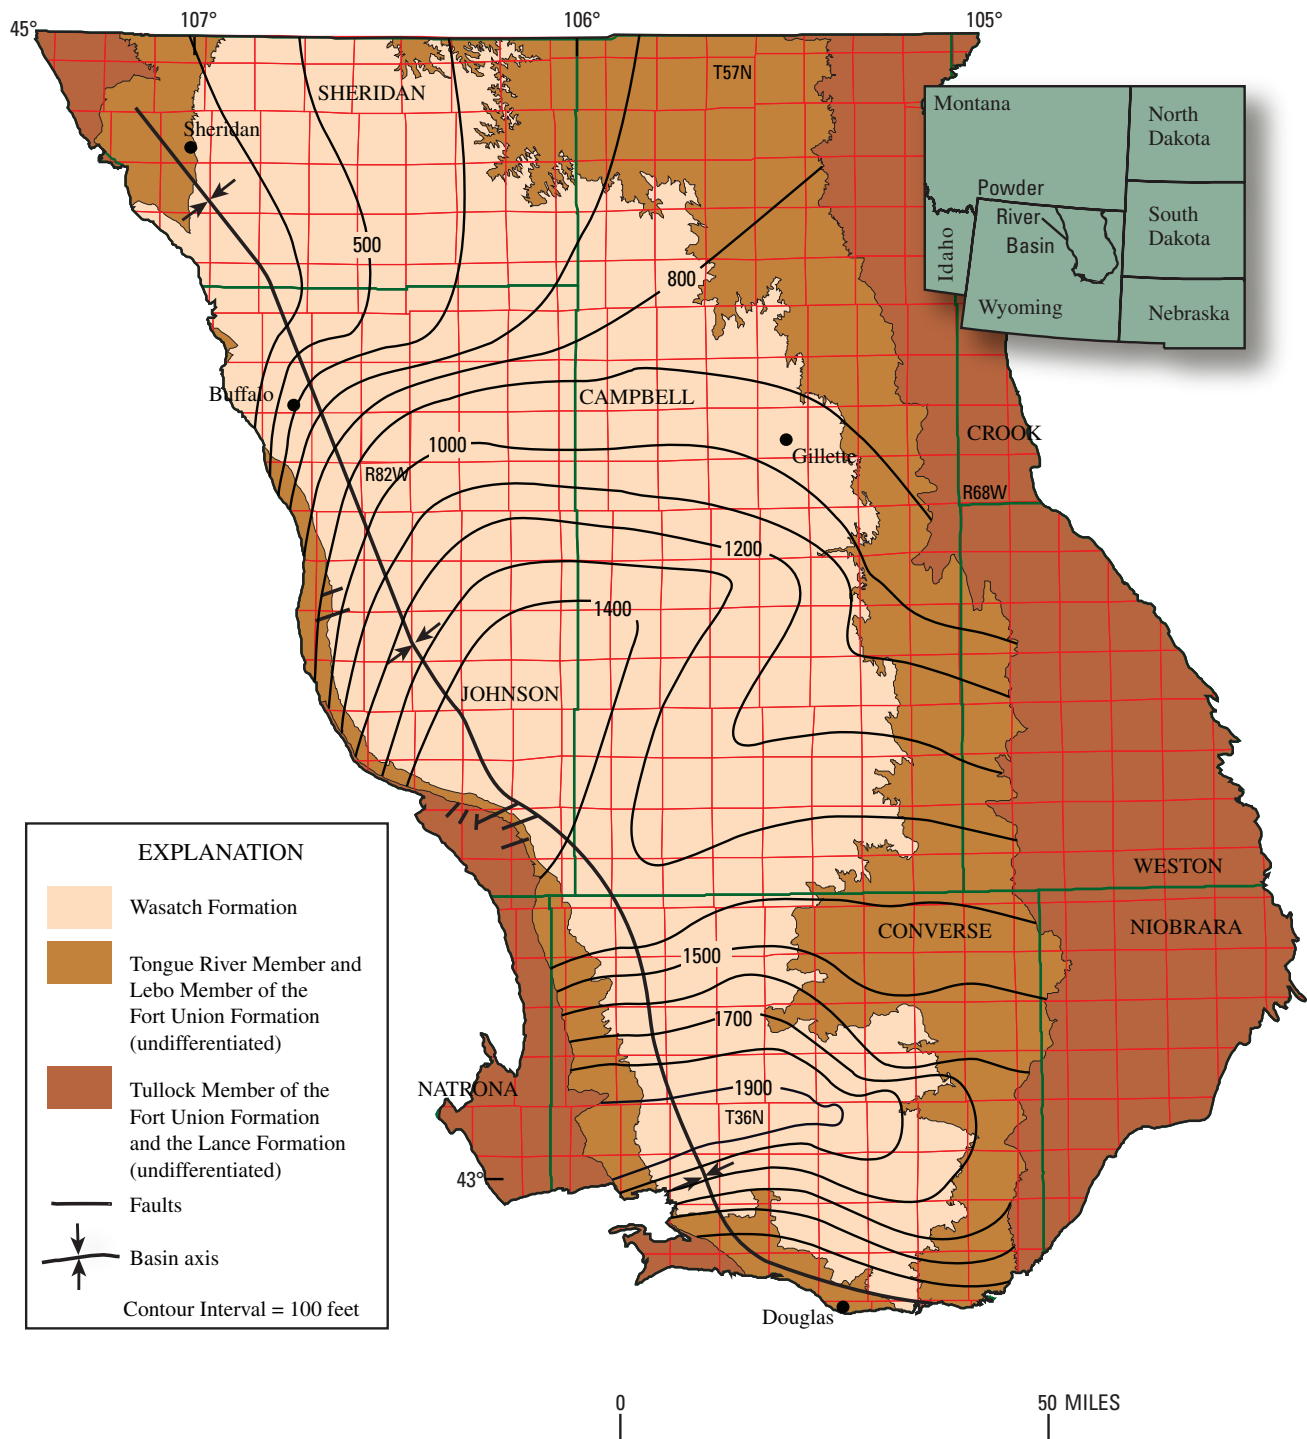 107°
106°
105°
45°
T57N
SHERIDAN
Sheridan
Montana
North
Dakota
Powder
River
Basin
South
Dakota
Idaho
Wyoming
Nebraska
500
800
Buffalo
CAMPBELL
1000
R82W
Gillette
CROOK
R68W
1200
1400
JOHNSON
WESTON
CONVERSE
NIOBRARA
1500
1700
NATRONA
1900
T36N
43°
Douglas
EXPLANATION
Wasatch Formation
Tongue River Member and
Lebo Member of the
Fort Union Formation
(undifferentiated)
Tullock Member of the
Fort Union Formation
and the Lance Formation
(undifferentiated)
Faults
Basin axis
Contour Interval = 100 feet
0
50 MILES